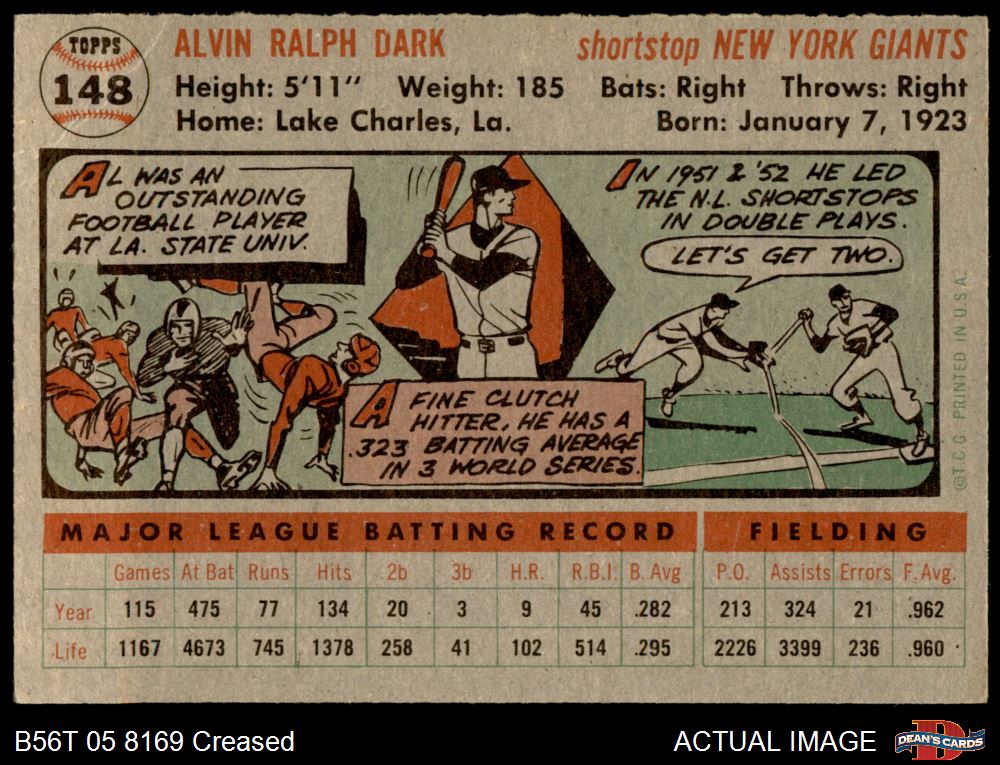 TOPPS
148
ALVIN RALPH DARK
shortstop NEW YORK GIANTS
Height: 5'11" Weight: 185 Bats: Right Throws: Right
Home: Lake Charles, La. Born: January 7, 1923
AL WAS AN
OUTSTANDING
FOOTBALL PLAYER
AT LA. STATE UNIV.
A FINE CLUTCH
HITTER, HE HAS A
.323 BATTING AVERAGE
IN 3 WORLD SERIES.
IN 1951 & '52 HE LED
THE N.L. SHORTSTOPS
IN DOUBLE PLAYS.
LET'S GET TWO.
©T.C.C. PRINTED IN U.S.A.
MAJOR LEAGUE BATTING RECORD FIELDING
Games At Bat Runs Hits 2b 3b H.R. R.B.I. B. Avg P.O. Assists Errors F. Avg.
Year 115 475 77 134 20 3 9 45 .282 213 324 21 .962
Life 1167 4673 745 1378 258 41 102 514 .295 2226 3399 236 .960
B56T 05 8169 Creased
ACTUAL IMAGE
DEAN'S CARDS